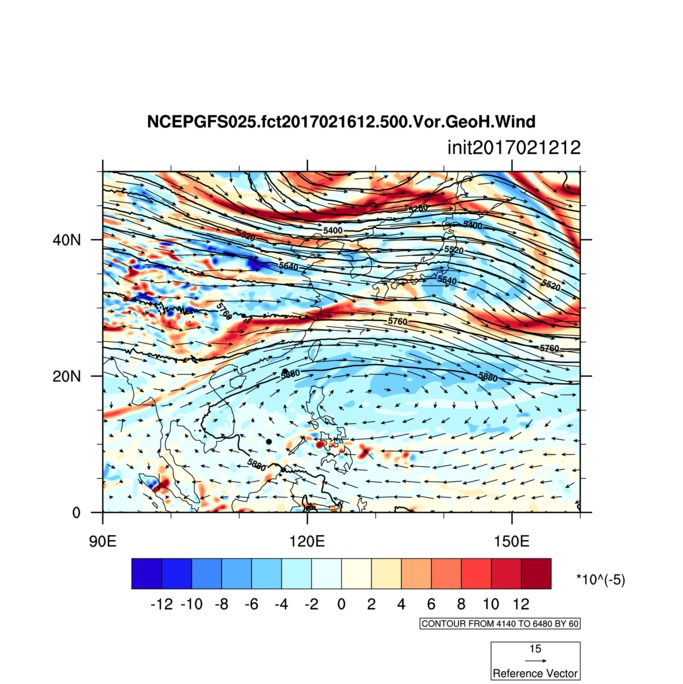 NCEPGFS025.fct2017021612.500.Vor.GeoH.Wind
init2017021212
5280
5400
5400
5520
5520
5640
5640
5520
5760
5760
5760
5880
5880
5880
40N
20N
0
90E 120E 150E
-12 -10 -8 -6 -4 -2 0 2 4 6 8 10 12
*10^(-5)
CONTOUR FROM 4140 TO 6480 BY 60
15
Reference Vector